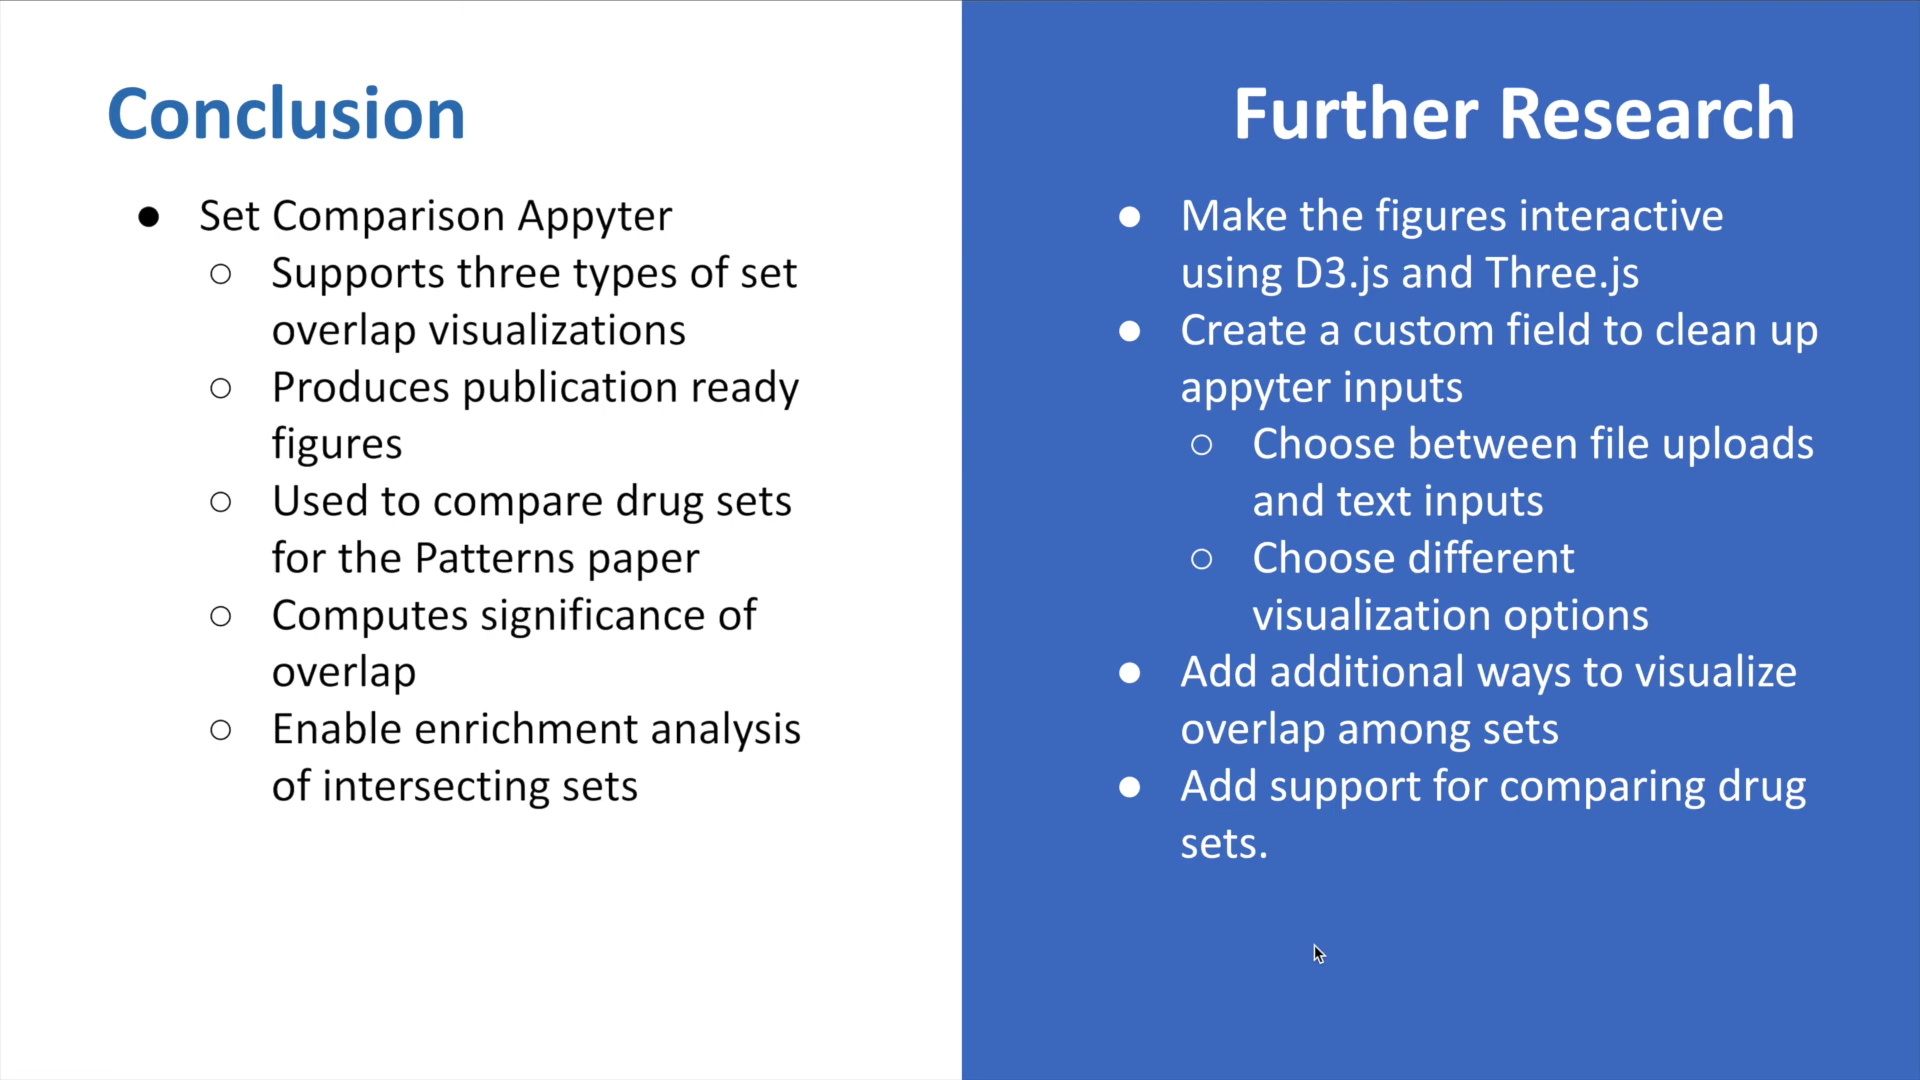 Conclusion
● Set Comparison Appyter
○ Supports three types of set
overlap visualizations
○ Produces publication ready
figures
○ Used to compare drug sets
for the Patterns paper
○ Computes significance of
overlap
○ Enable enrichment analysis
of intersecting sets
Further Research
● Make the figures interactive
using D3.js and Three.js
● Create a custom field to clean up
appyter inputs
○ Choose between file uploads
and text inputs
○ Choose different
visualization options
● Add additional ways to visualize
overlap among sets
● Add support for comparing drug
sets.